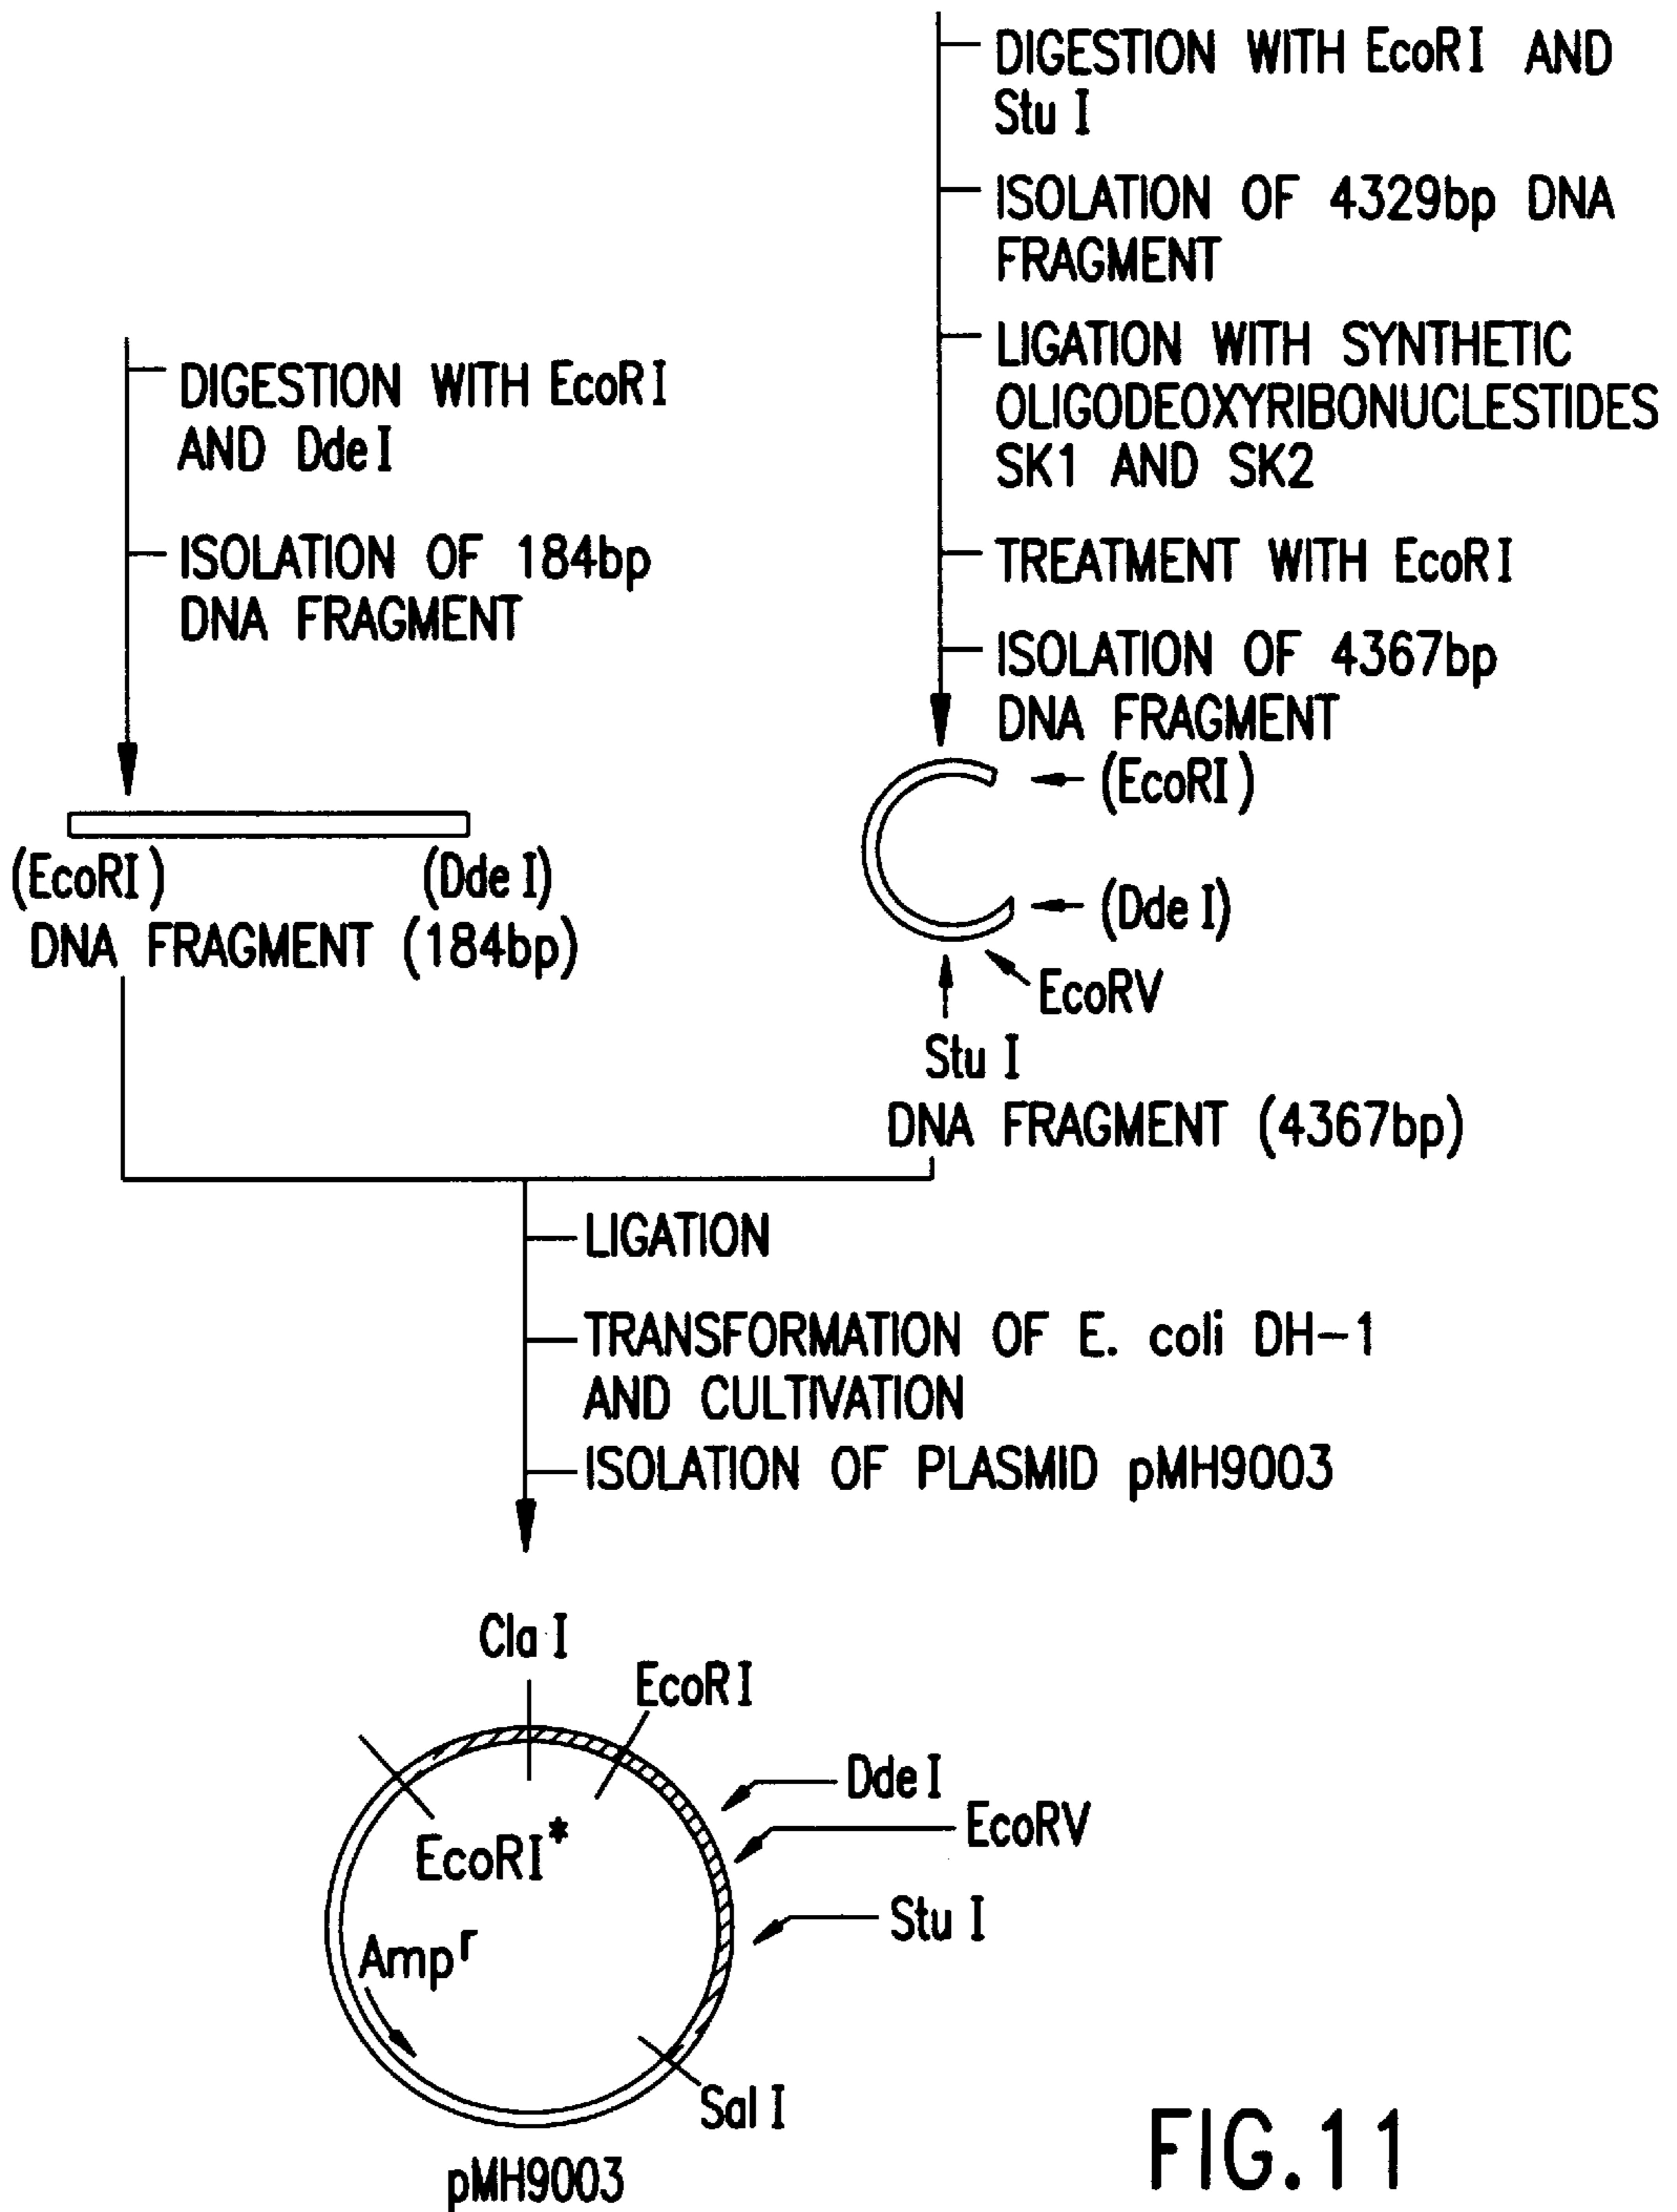 DIGESTION WITH EcoRI AND
Stu I
ISOLATION OF 4329bp DNA
FRAGMENT
LIGATION WITH SYNTHETIC
OLIGODEOXYRIBONUCLESTIDES
SK1 AND SK2
TREATMENT WITH EcoRI
ISOLATION OF 4367bp
DNA FRAGMENT
(EcoRI)
(Dde I)
EcoRV
Stu I
DNA FRAGMENT (4367bp)
DIGESTION WITH EcoRI
AND Dde I
ISOLATION OF 184bp
DNA FRAGMENT
(EcoRI) (Dde I)
DNA FRAGMENT (184bp)
LIGATION
TRANSFORMATION OF E. coli DH-1
AND CULTIVATION
ISOLATION OF PLASMID pMH9003
Cla I
EcoRI
Dde I
EcoRV
EcoRI*
Stu I
Amp^r
Sal I
pMH9003
FIG.11